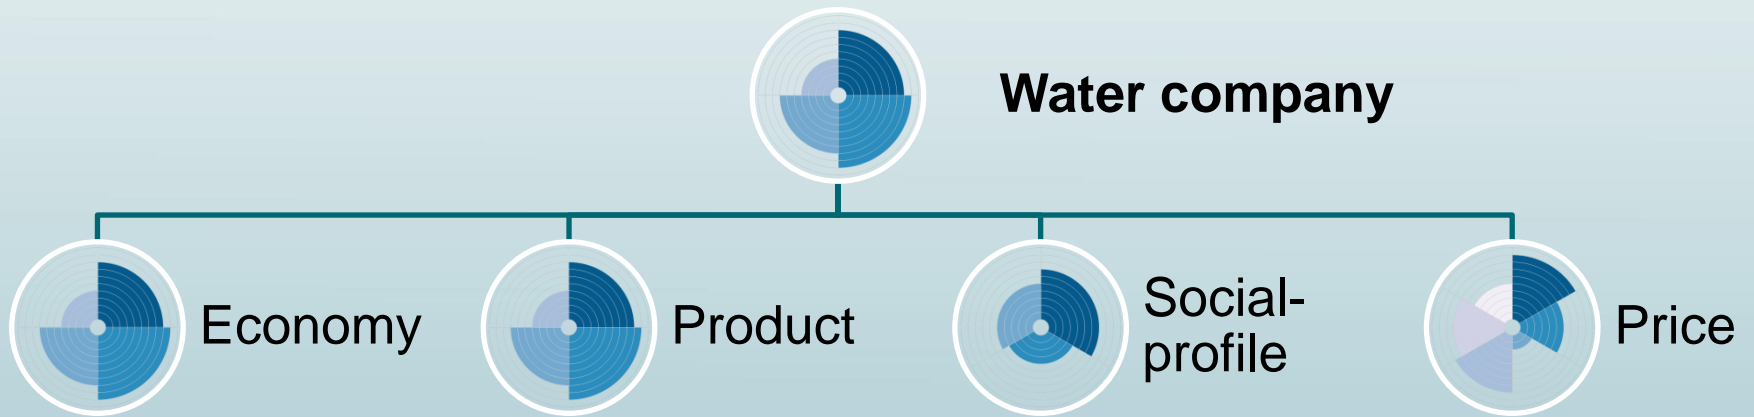 Water company
Economy
Product
Social-
profile
Price